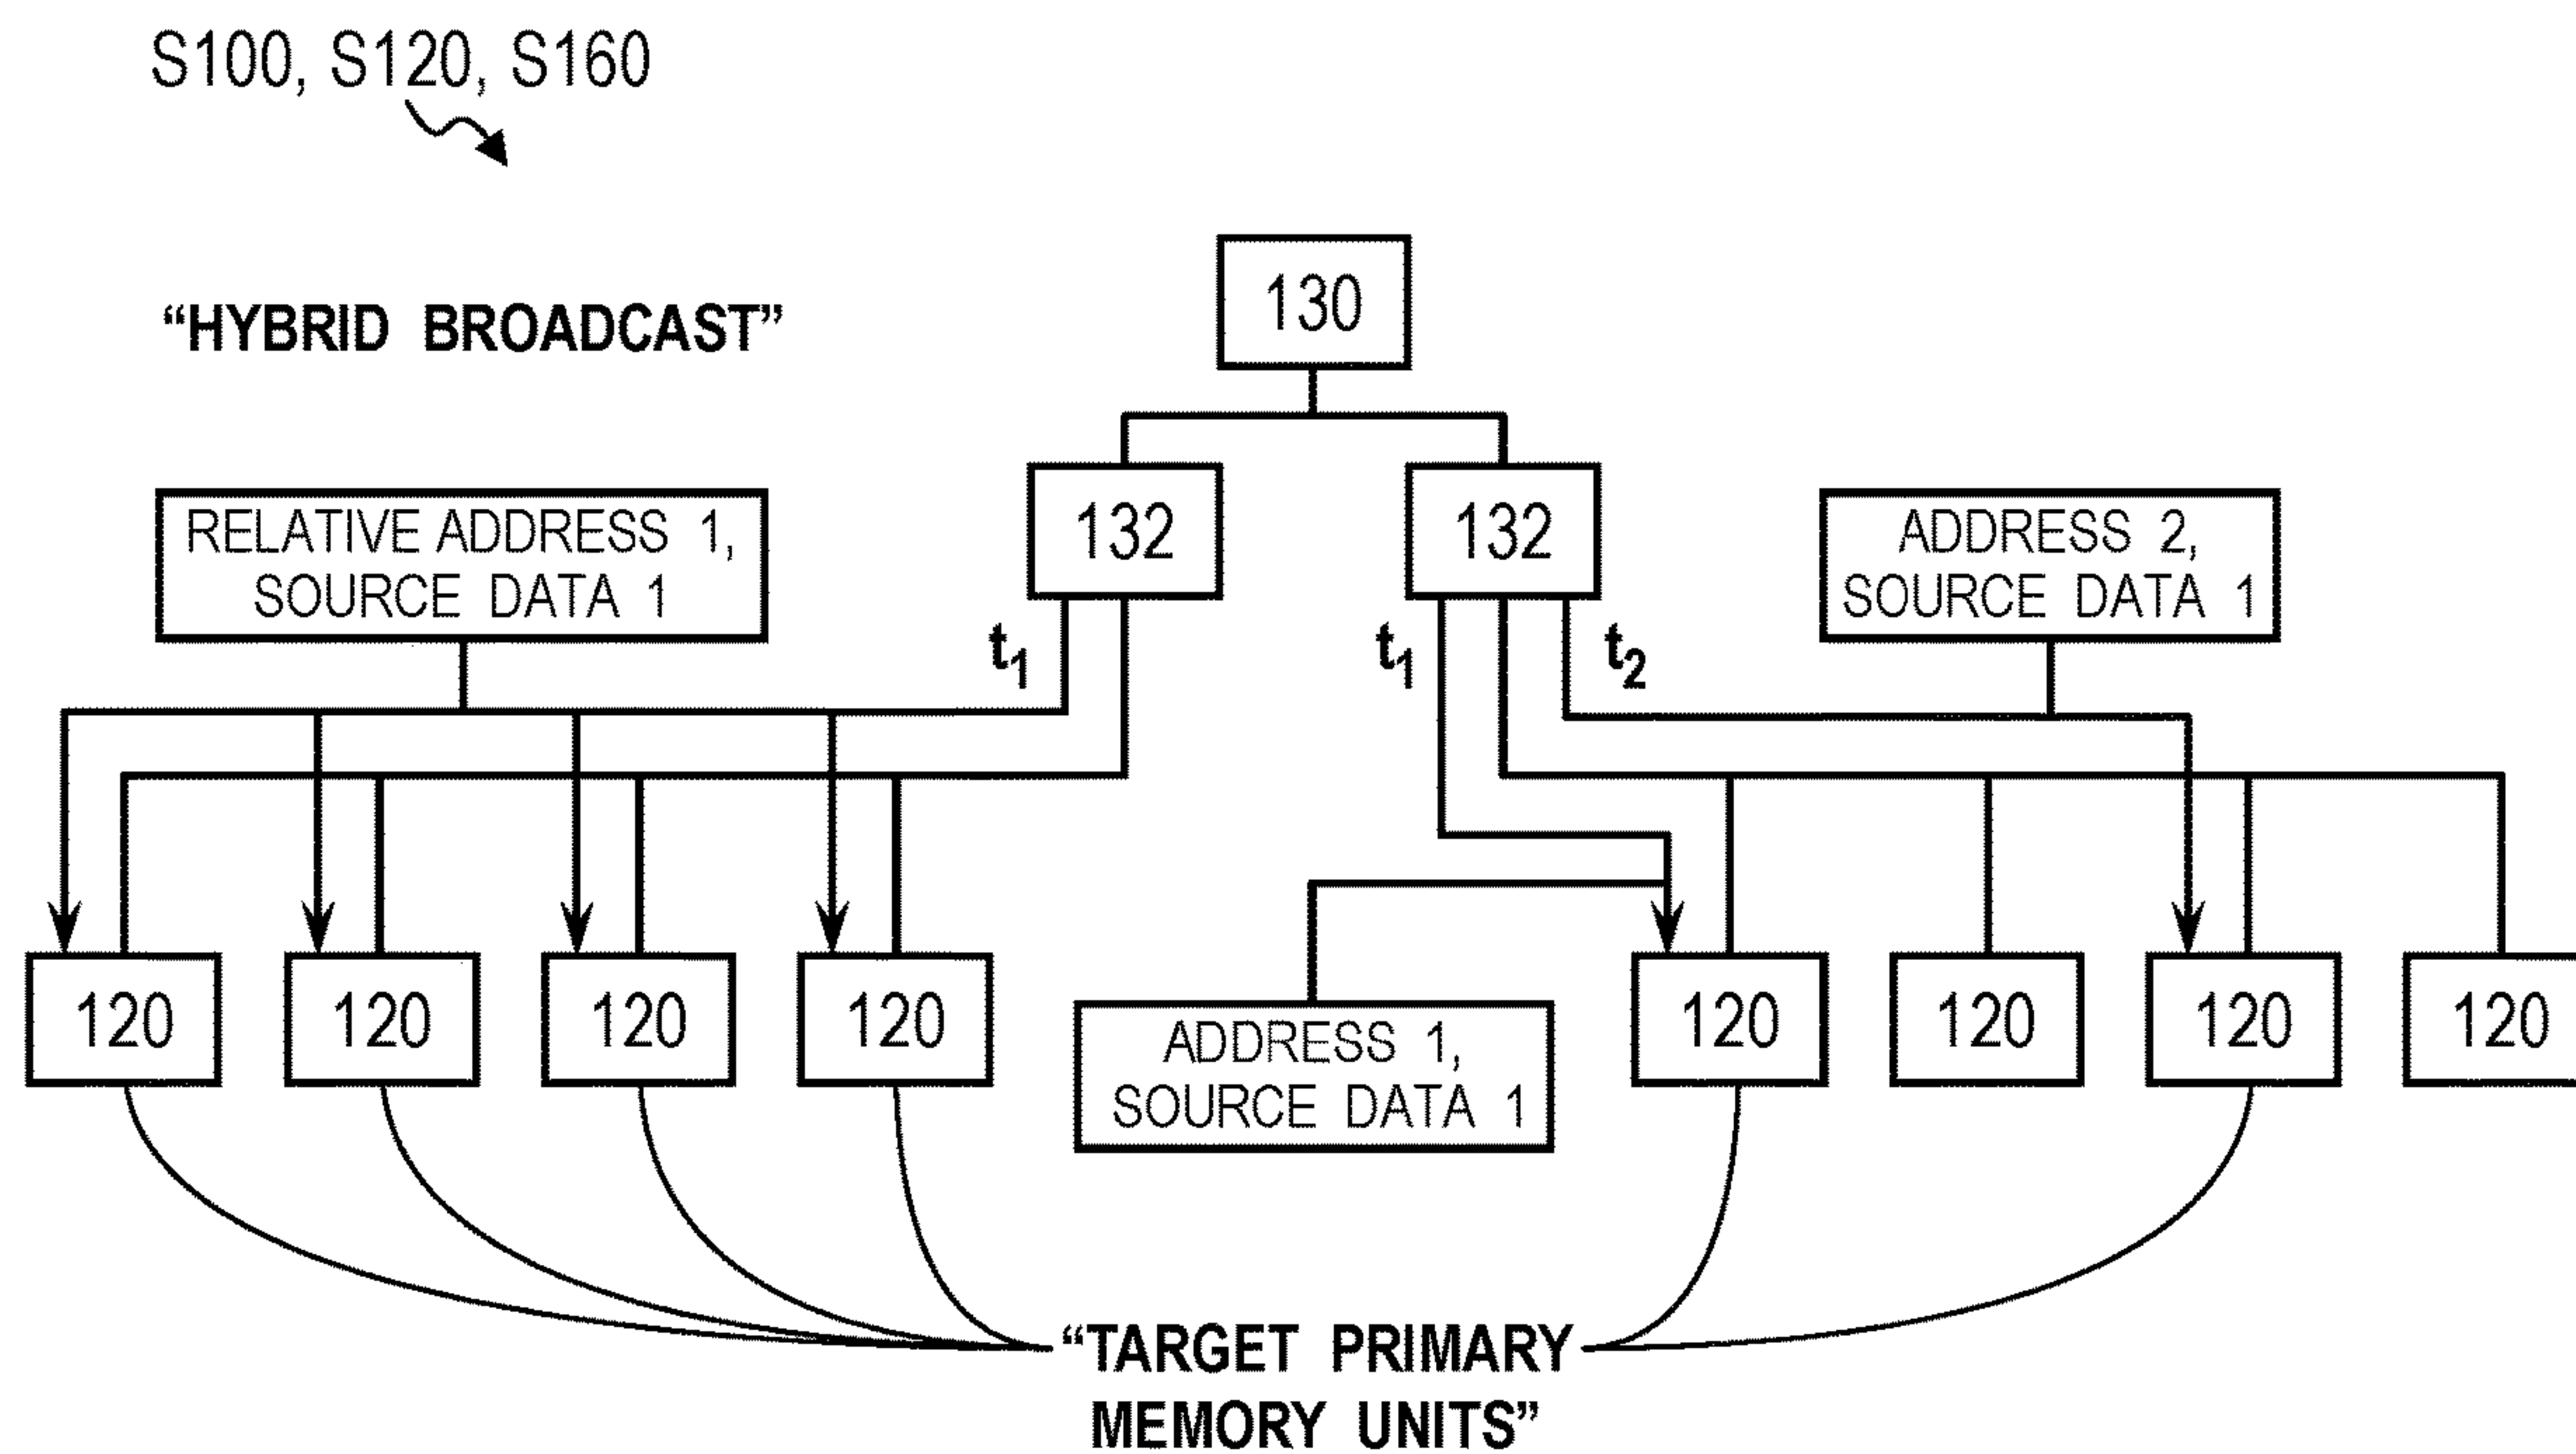 S100, S120, S160
“HYBRID BROADCAST”
130
132
132
RELATIVE ADDRESS 1,
SOURCE DATA 1
ADDRESS 2,
SOURCE DATA 1
t₁
t₁
t₂
120
120
120
120
120
120
120
120
ADDRESS 1,
SOURCE DATA 1
“TARGET PRIMARY
MEMORY UNITS”